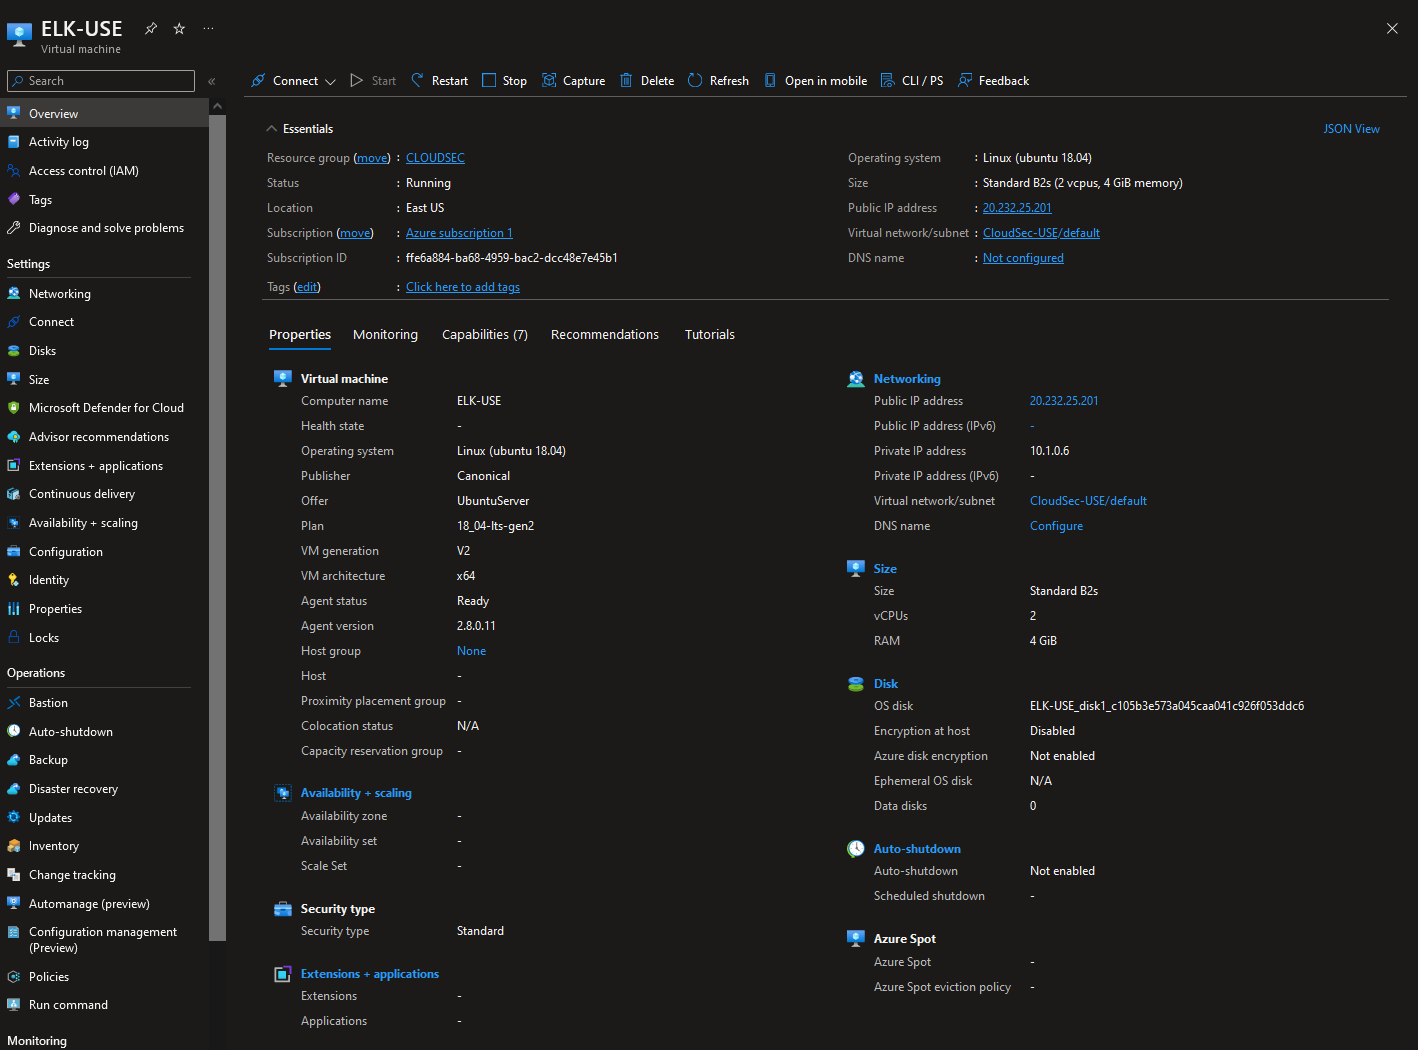 ELK-USE
Virtual machine
Search
Overview
Activity log
Access control (IAM)
Tags
Diagnose and solve problems
Settings
Networking
Connect
Disks
Size
Microsoft Defender for Cloud
Advisor recommendations
Extensions + applications
Continuous delivery
Availability + scaling
Configuration
Identity
Properties
Locks
Operations
Bastion
Auto-shutdown
Backup
Disaster recovery
Updates
Inventory
Change tracking
Automanage (preview)
Configuration management
(Preview)
Policies
Run command
Monitoring
Connect Start Restart Stop Capture Delete Refresh Open in mobile CLI / PS Feedback
Essentials
JSON View
Resource group (move) : CLOUDSEC
Status : Running
Location : East US
Subscription (move) : Azure subscription 1
Subscription ID : ffe6a884-ba68-4959-bac2-dcc48e7e45b1
Tags (edit) : Click here to add tags
Operating system : Linux (ubuntu 18.04)
Size : Standard B2s (2 vcpus, 4 GiB memory)
Public IP address : 20.232.25.201
Virtual network/subnet : CloudSec-USE/default
DNS name : Not configured
Properties Monitoring Capabilities (7) Recommendations Tutorials
Virtual machine
Computer name ELK-USE
Health state -
Operating system Linux (ubuntu 18.04)
Publisher Canonical
Offer UbuntuServer
Plan 18_04-lts-gen2
VM generation V2
VM architecture x64
Agent status Ready
Agent version 2.8.0.11
Host group None
Host -
Proximity placement group -
Colocation status N/A
Capacity reservation group -
Availability + scaling
Availability zone -
Availability set -
Scale Set -
Security type
Security type Standard
Extensions + applications
Extensions -
Applications -
Networking
Public IP address 20.232.25.201
Public IP address (IPv6) -
Private IP address 10.1.0.6
Private IP address (IPv6) -
Virtual network/subnet CloudSec-USE/default
DNS name Configure
Size
Size Standard B2s
vCPUs 2
RAM 4 GiB
Disk
OS disk ELK-USE_disk1_c105b3e573a045caa041c926f053ddc6
Encryption at host Disabled
Azure disk encryption Not enabled
Ephemeral OS disk N/A
Data disks 0
Auto-shutdown
Auto-shutdown Not enabled
Scheduled shutdown -
Azure Spot
Azure Spot -
Azure Spot eviction policy -